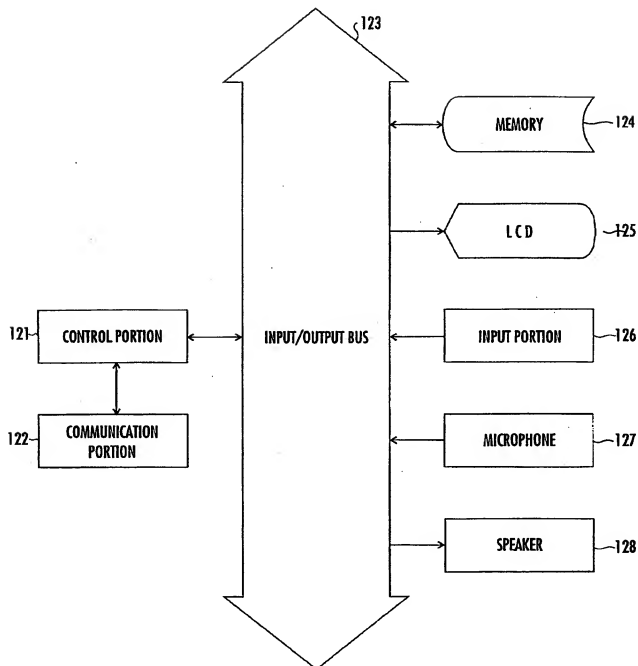 123
MEMORY
124
LCD
125
121
CONTROL PORTION
INPUT/OUTPUT BUS
INPUT PORTION
126
122
COMMUNICATION
PORTION
MICROPHONE
127
SPEAKER
128